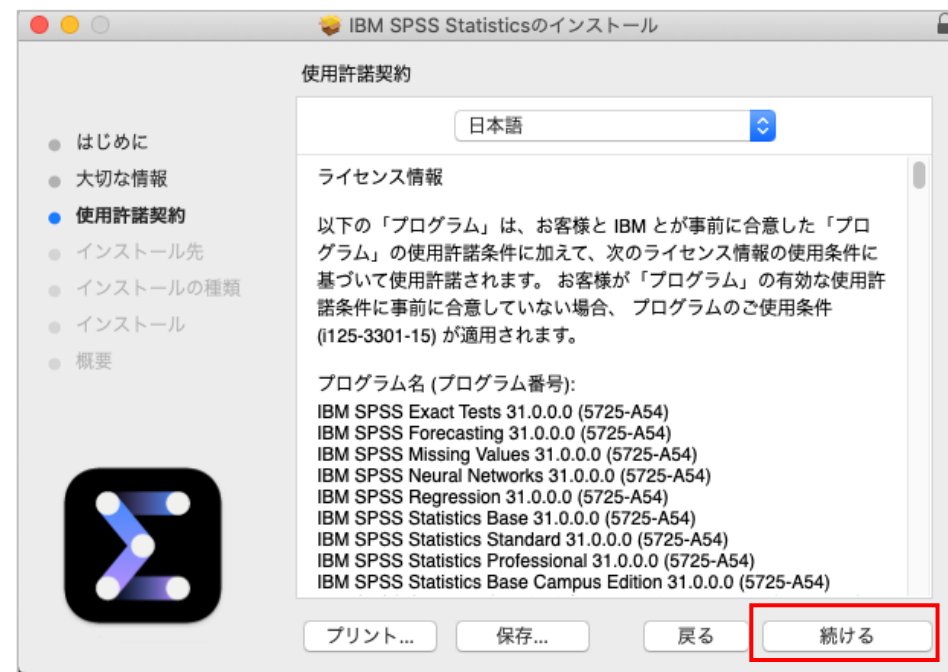 IBM SPSS Statisticsのインストール
使用許諾契約
はじめに
大切な情報
使用許諾契約
インストール先
インストールの種類
インストール
概要
日本語
ライセンス情報
以下の「プログラム」は、お客様と IBM とが事前に合意した「プロ
グラム」の使用許諾条件に加えて、次のライセンス情報の使用条件に
基づいて使用許諾されます。 お客様が「プログラム」の有効な使用許
諾条件に事前に合意していない場合、 プログラムのご使用条件
(i125-3301-15) が適用されます。
プログラム名 (プログラム番号):
IBM SPSS Exact Tests 31.0.0.0 (5725-A54)
IBM SPSS Forecasting 31.0.0.0 (5725-A54)
IBM SPSS Missing Values 31.0.0.0 (5725-A54)
IBM SPSS Neural Networks 31.0.0.0 (5725-A54)
IBM SPSS Regression 31.0.0.0 (5725-A54)
IBM SPSS Statistics Base 31.0.0.0 (5725-A54)
IBM SPSS Statistics Standard 31.0.0.0 (5725-A54)
IBM SPSS Statistics Professional 31.0.0.0 (5725-A54)
IBM SPSS Statistics Base Campus Edition 31.0.0.0 (5725-A54)
プリント...
保存...
戻る
続ける